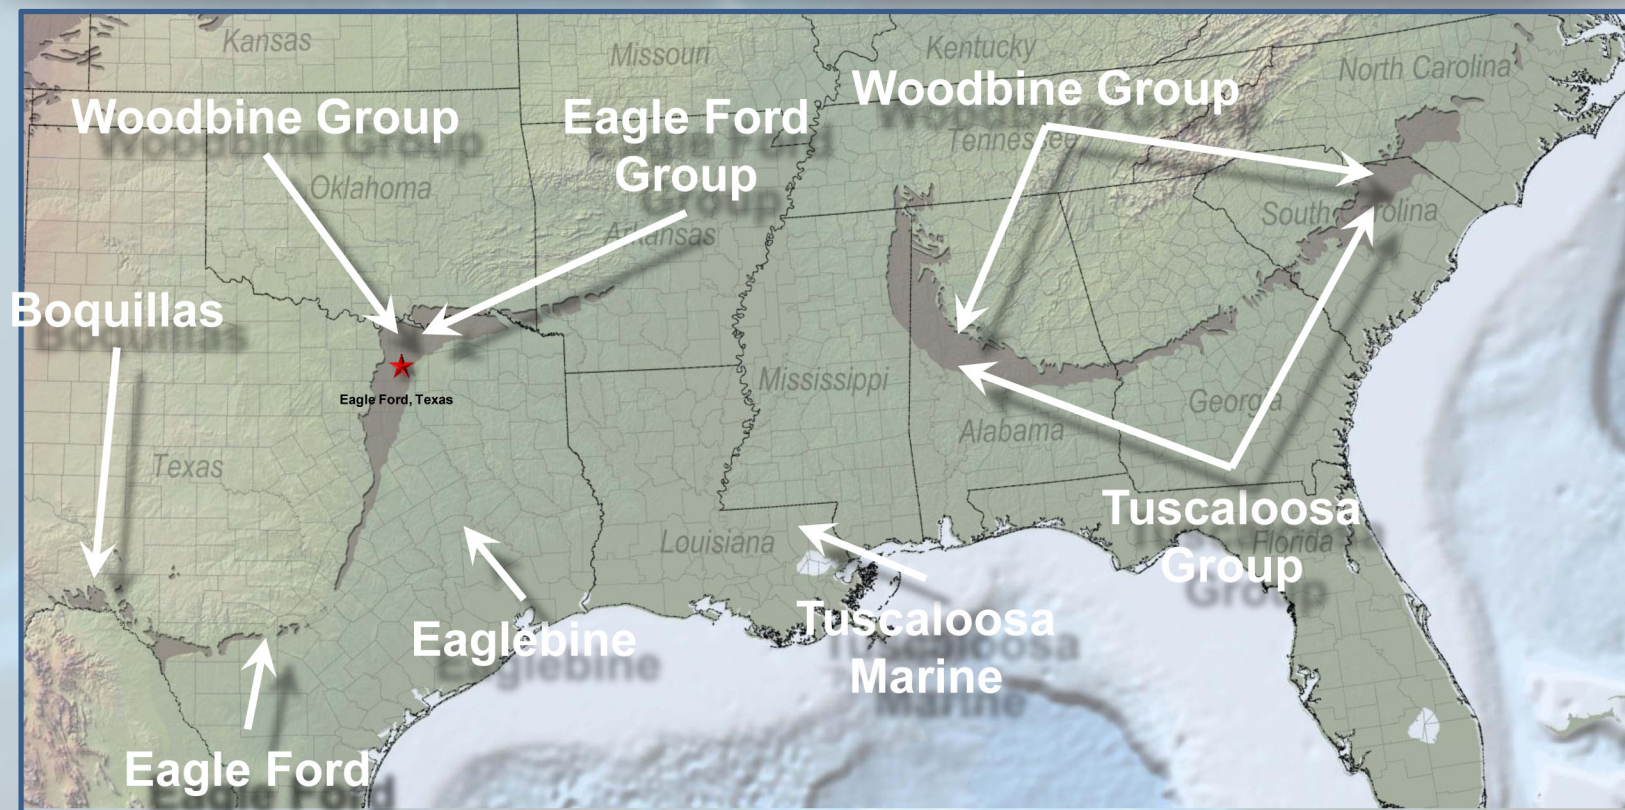 Kansas
Missouri
Kentucky
North Carolina
Woodbine Group
Eagle Ford
Group
Woodbine Group
Tennessee
Oklahoma
Arkansas
South Carolina
Boquillas
Eagle Ford, Texas
Mississippi
Georgia
Alabama
Texas
Louisiana
Tuscaloosa
Group
Florida
Eaglebine
Tuscaloosa
Marine
Eagle Ford